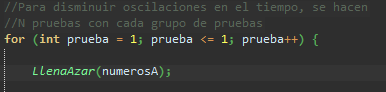 //Para disminuir oscilaciones en el tiempo, se hacen
//N pruebas con cada grupo de pruebas
for (int prueba = 1; prueba <= 1; prueba++) {
LlenaAzar(numerosA);